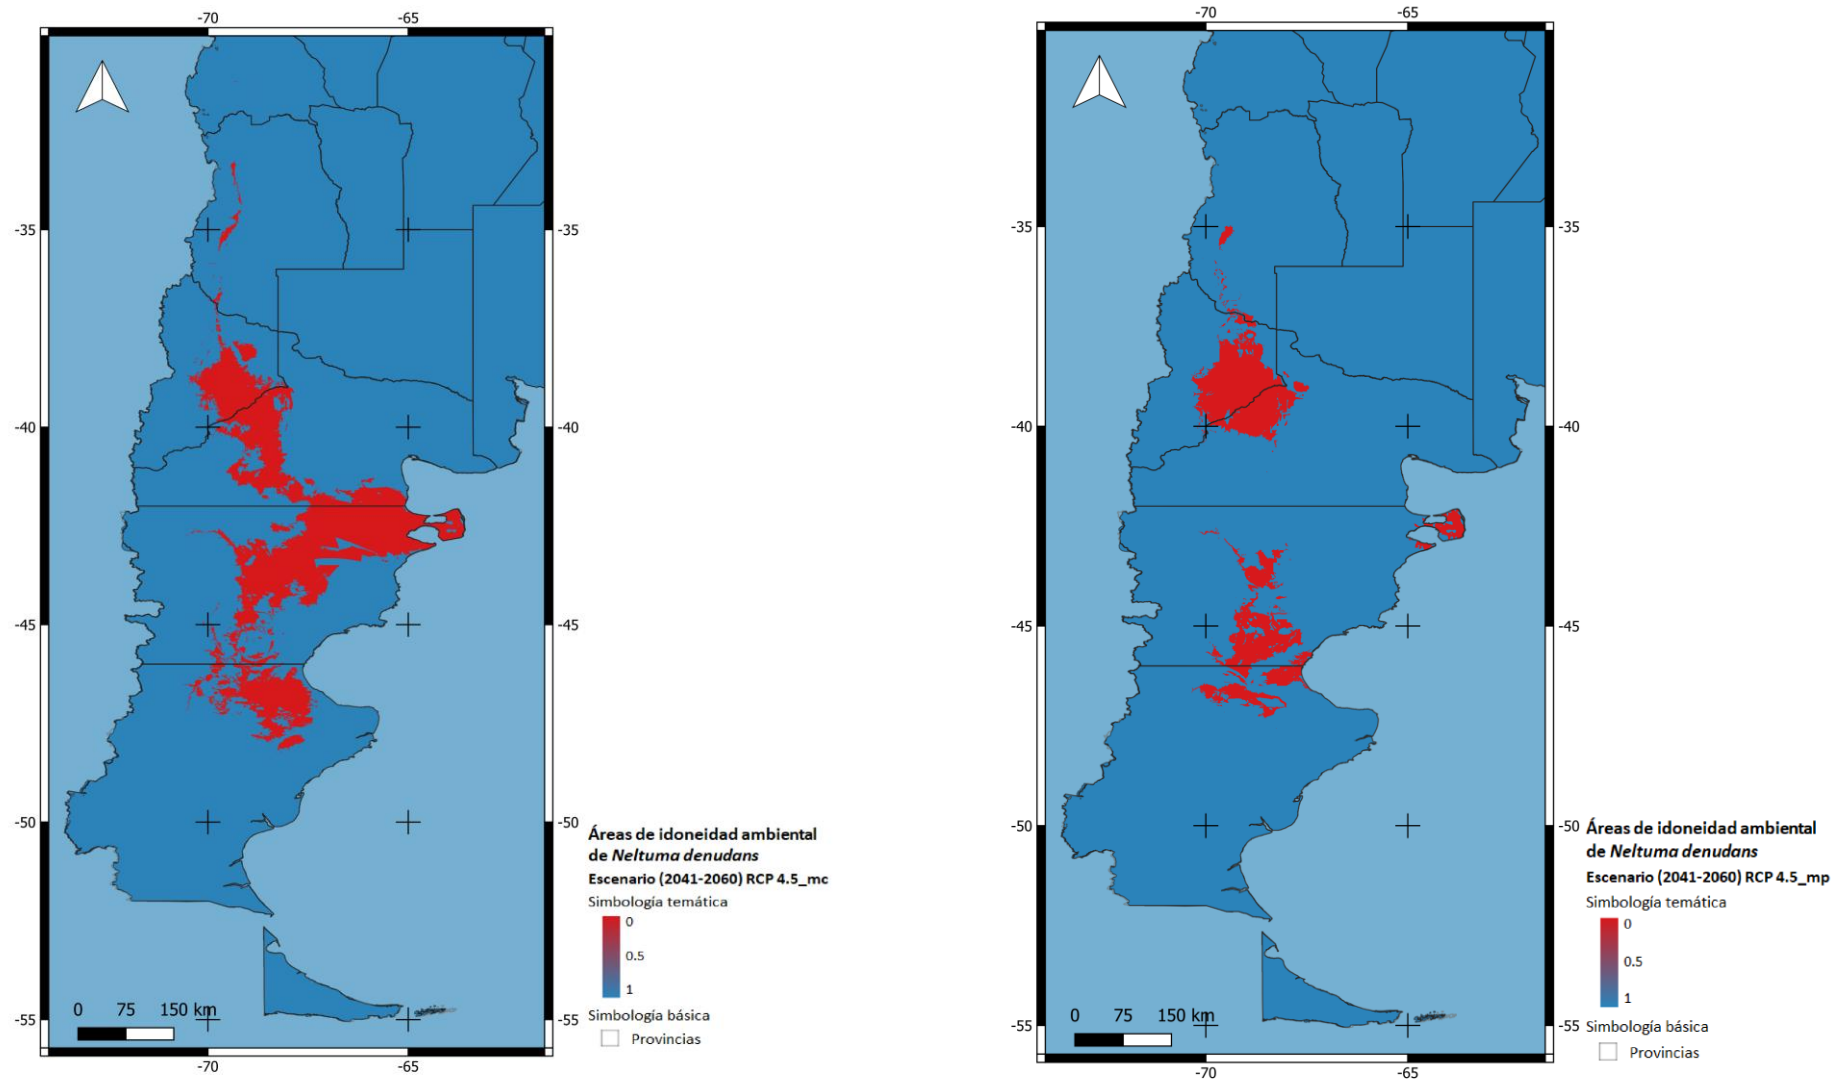 -70
-65
-35
-35
-40
-40
-45
-45
-50
-50
-55
-55
-70
-65
0
75
150 km
Áreas de idoneidad ambiental
de Neltuma denudans
Escenario (2041-2060) RCP 4.5_mc
Simbología temática
0
0.5
1
Simbología básica
Provincias
-70
-65
-35
-35
-40
-40
-45
-45
-50
-50
-55
-55
-70
-65
0
75
150 km
Áreas de idoneidad ambiental
de Neltuma denudans
Escenario (2041-2060) RCP 4.5_mp
Simbología temática
0
0.5
1
Simbología básica
Provincias